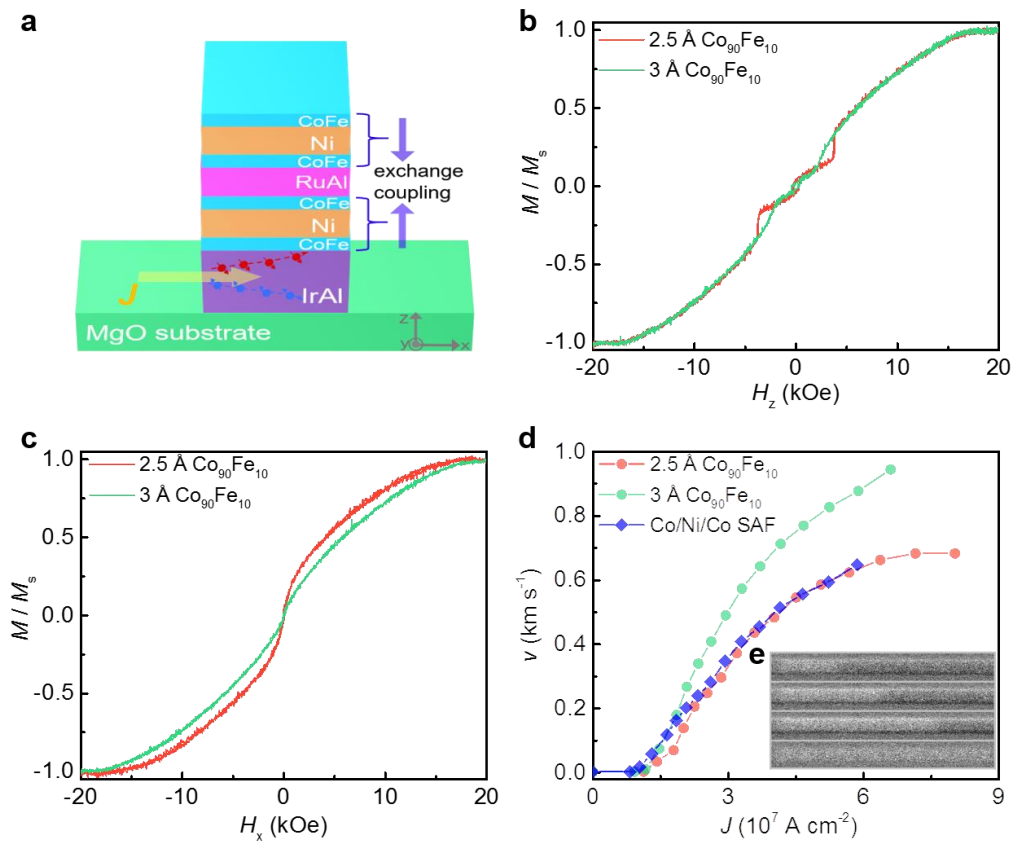 a
CoFe
Ni
CoFe
RuAl
CoFe
Ni
CoFe
exchange
coupling
J
IrAl
MgO substrate
z
y
x
b
2.5 Å Co₉₀Fe₁₀
3 Å Co₉₀Fe₁₀
1.0
0.5
0.0
-0.5
-1.0
M / Mₛ
-20 -10 0 10 20
H_z (kOe)
c
2.5 Å Co₉₀Fe₁₀
3 Å Co₉₀Fe₁₀
1.0
0.5
0.0
-0.5
-1.0
M / Mₛ
-20 -10 0 10 20
Hₓ (kOe)
d
2.5 Å Co₉₀Fe₁₀
3 Å Co₉₀Fe₁₀
Co/Ni/Co SAF
1.0
0.8
0.6
0.4
0.2
0.0
v (km s⁻¹)
e
0 3 6 9
J (10⁷ A cm⁻²)